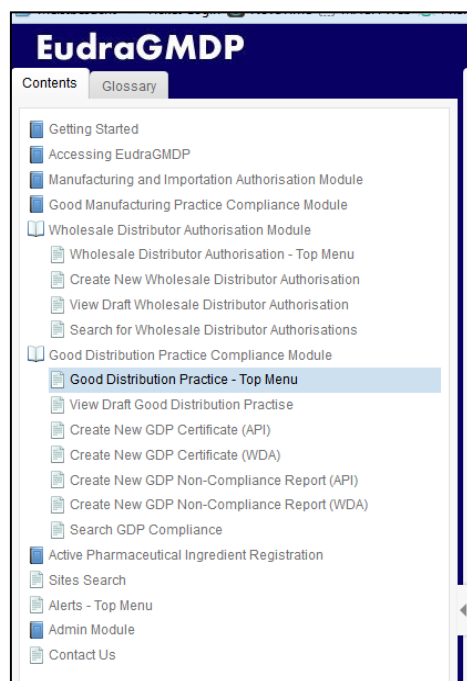 EudraGMDP
Contents
Glossary
Getting Started
Accessing EudraGMDP
Manufacturing and Importation Authorisation Module
Good Manufacturing Practice Compliance Module
Wholesale Distributor Authorisation Module
Wholesale Distributor Authorisation - Top Menu
Create New Wholesale Distributor Authorisation
View Draft Wholesale Distributor Authorisation
Search for Wholesale Distributor Authorisations
Good Distribution Practice Compliance Module
Good Distribution Practice - Top Menu
View Draft Good Distribution Practise
Create New GDP Certificate (API)
Create New GDP Certificate (WDA)
Create New GDP Non-Compliance Report (API)
Create New GDP Non-Compliance Report (WDA)
Search GDP Compliance
Active Pharmaceutical Ingredient Registration
Sites Search
Alerts - Top Menu
Admin Module
Contact Us